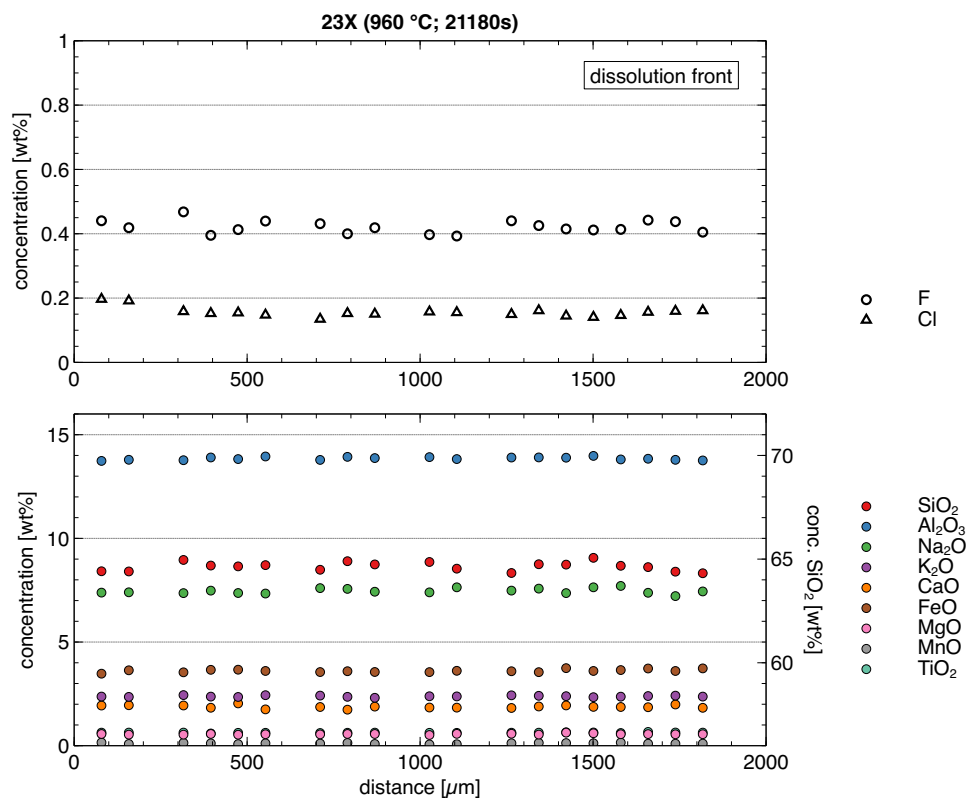 23X (960 °C; 21180s)
1
0.8
0.6
0.4
0.2
0
concentration [wt%]
dissolution front
0 500 1000 1500 2000
F
Cl
15
10
5
0
concentration [wt%]
70
65
60
conc. SiO₂ [wt%]
0 500 1000 1500 2000
distance [µm]
SiO₂
Al₂O₃
Na₂O
K₂O
CaO
FeO
MgO
MnO
TiO₂